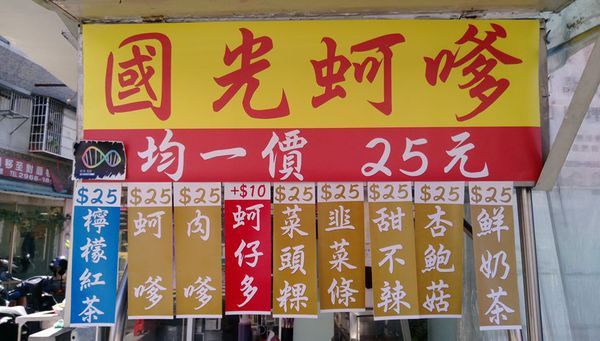 國光蚵嗲
均一價 25元
$25
檸檬紅茶
$25
蚵嗲
$25
肉嗲
+$10
蚵仔多
$25
菜頭粿
$25
韭菜條
$25
甜不辣
$25
杏鮑菇
$25
鮮奶茶